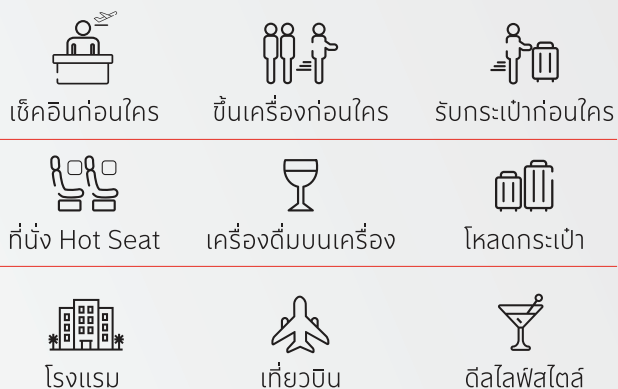 เช็คอินก่อนใคร ขึ้นเครื่องก่อนใคร รับกระเป๋าก่อนใคร
ที่นั่ง Hot Seat เครื่องดื่มบนเครื่อง โหลดกระเป๋า
โรงแรม เที่ยวบิน ดีลไลฟ์สไตล์